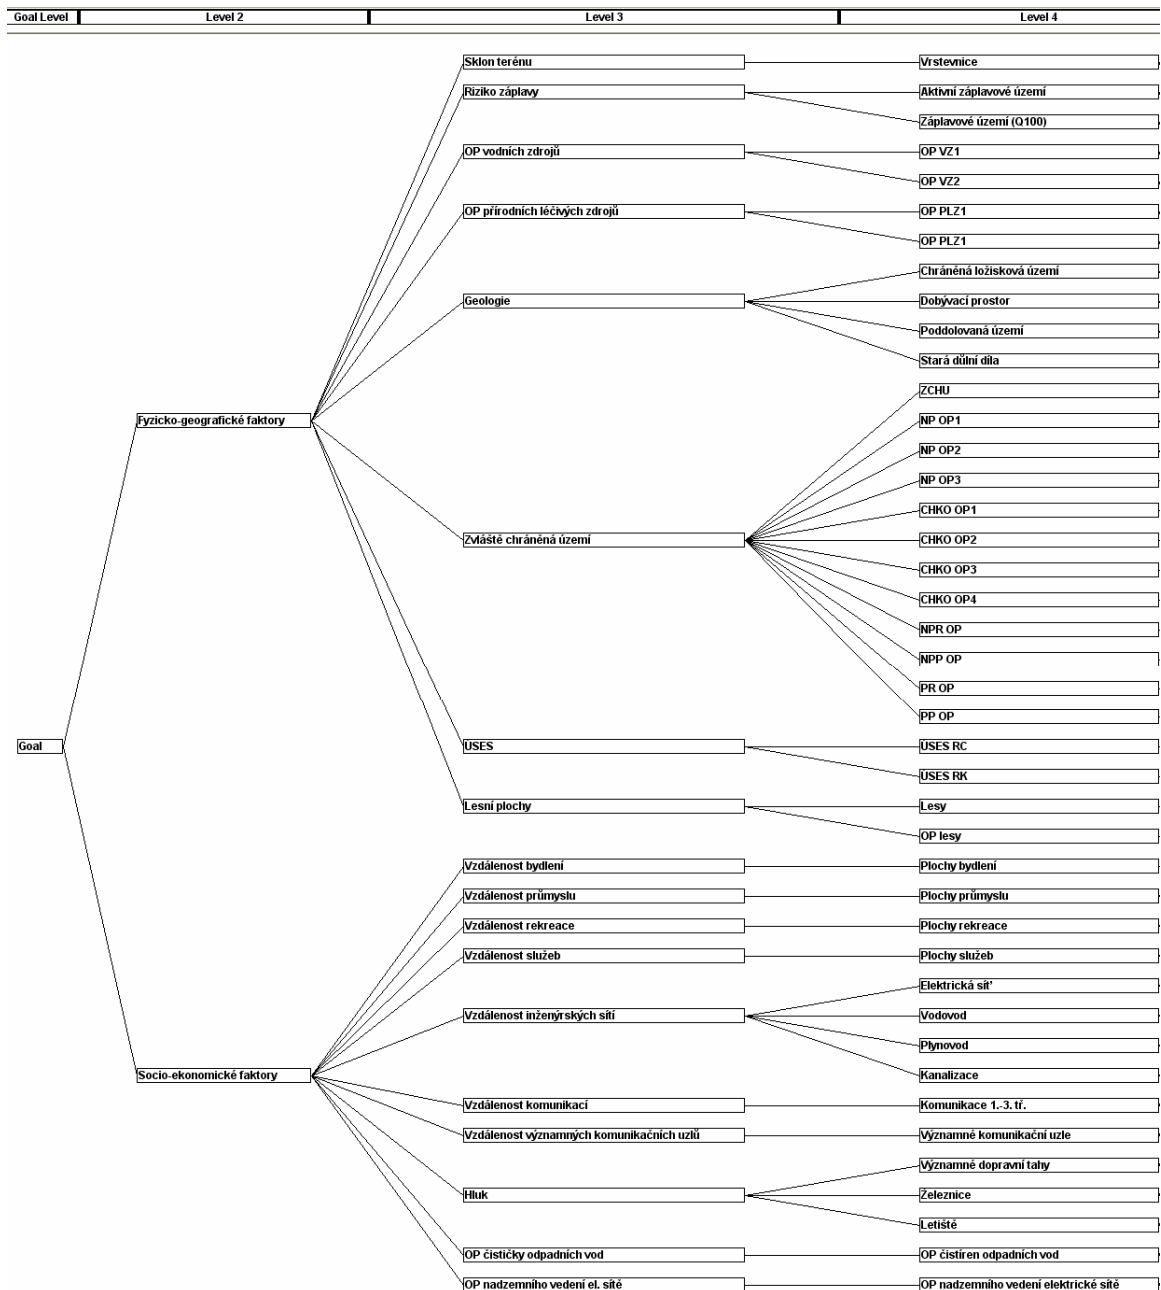 Goal Level Level 2 Level 3 Level 4
Sklon terénu Vrstevnice
Riziko záplavy Aktivní záplavové území
Záplavové území (Q100)
OP vodních zdrojů OP VZ1
OP VZ2
OP přírodních léčivých zdrojů OP PLZ1
OP PLZ1
Chráněná ložisková území
Geologie Dobývací prostor
Poddolovaná území
Stará důlní díla
ZCHU
Fyzicko-geografické faktory NP OP1
NP OP2
NP OP3
CHKO OP1
Zvláště chráněná území CHKO OP2
CHKO OP3
CHKO OP4
NPR OP
NPP OP
PR OP
PP OP
Goal ÚSES ÚSES RC
ÚSES RK
Lesní plochy Lesy
OP lesy
Vzdálenost bydlení Plochy bydlení
Vzdálenost průmyslu Plochy průmyslu
Vzdálenost rekreace Plochy rekreace
Vzdálenost služeb Plochy služeb
Elektrická síť
Vzdálenost inženýrských sítí Vodovod
Plynovod
Socio-ekonomické faktory Kanalizace
Vzdálenost komunikací Komunikace 1.-3. tř.
Vzdálenost významných komunikačních uzlů Významné komunikační uzle
Významné dopravní tahy
Hluk Železnice
Letiště
OP čističky odpadních vod OP čistíren odpadních vod
OP nadzemního vedení el. sítě OP nadzemního vedení elektrické sítě